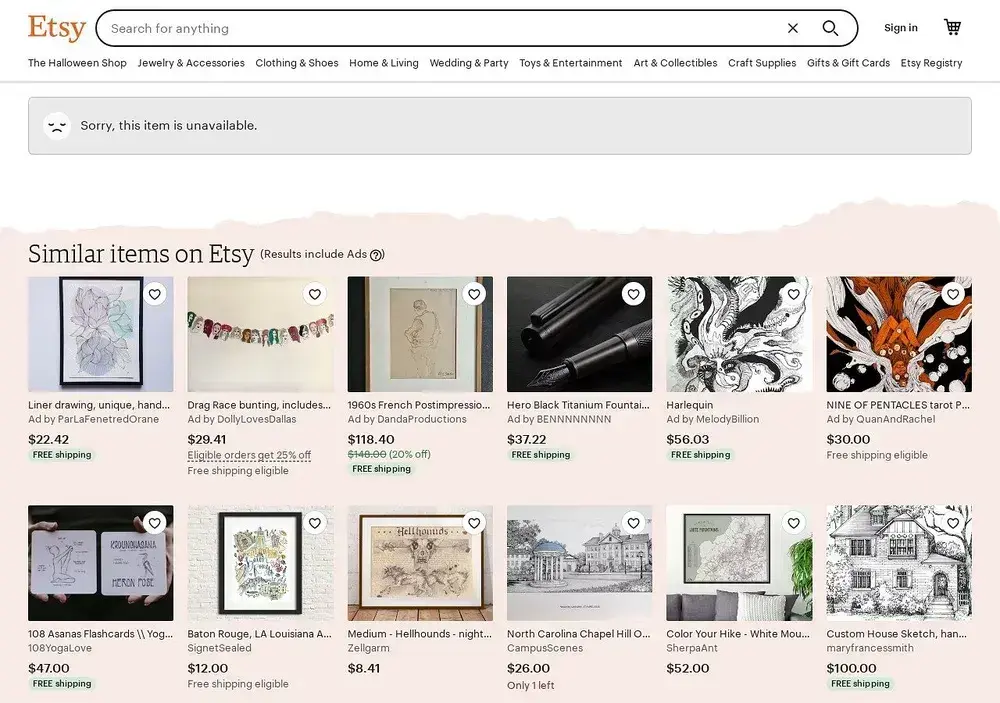 Etsy
Search for anything
Sign in
The Halloween Shop Jewelry & Accessories Clothing & Shoes Home & Living Wedding & Party Toys & Entertainment Art & Collectibles Craft Supplies Gifts & Gift Cards Etsy Registry
Sorry, this item is unavailable.
Similar items on Etsy (Results include Ads ?)
Liner drawing, unique, hand...
Ad by ParLaFenetredOrane
$22.42
FREE shipping
Drag Race bunting, includes...
Ad by DollyLovesDallas
$29.41
Eligible orders get 25% off
Free shipping eligible
1960s French Postimpressio...
Ad by DandaProductions
$118.40
$148.00 (20% off)
FREE shipping
Hero Black Titanium Fountai...
Ad by BENNNNNNNN
$37.22
FREE shipping
Harlequin
Ad by MelodyBillion
$56.03
FREE shipping
NINE OF PENTACLES tarot P...
Ad by QuanAndRachel
$30.00
Free shipping eligible
KROUNCHASANA
HERON POSE
108 Asanas Flashcards \\ Yog...
108YogaLove
$47.00
FREE shipping
Baton Rouge, LA Louisiana A...
SignetSealed
$12.00
Free shipping eligible
Hellhounds
Medium - Hellhounds - night...
Zellgarm
$8.41
North Carolina Chapel Hill O...
CampusScenes
$26.00
Only 1 left
WHITE MOUNTAINS
Color Your Hike - White Mou...
SherpaAnt
$52.00
Custom House Sketch, han...
maryfrancessmith
$100.00
FREE shipping